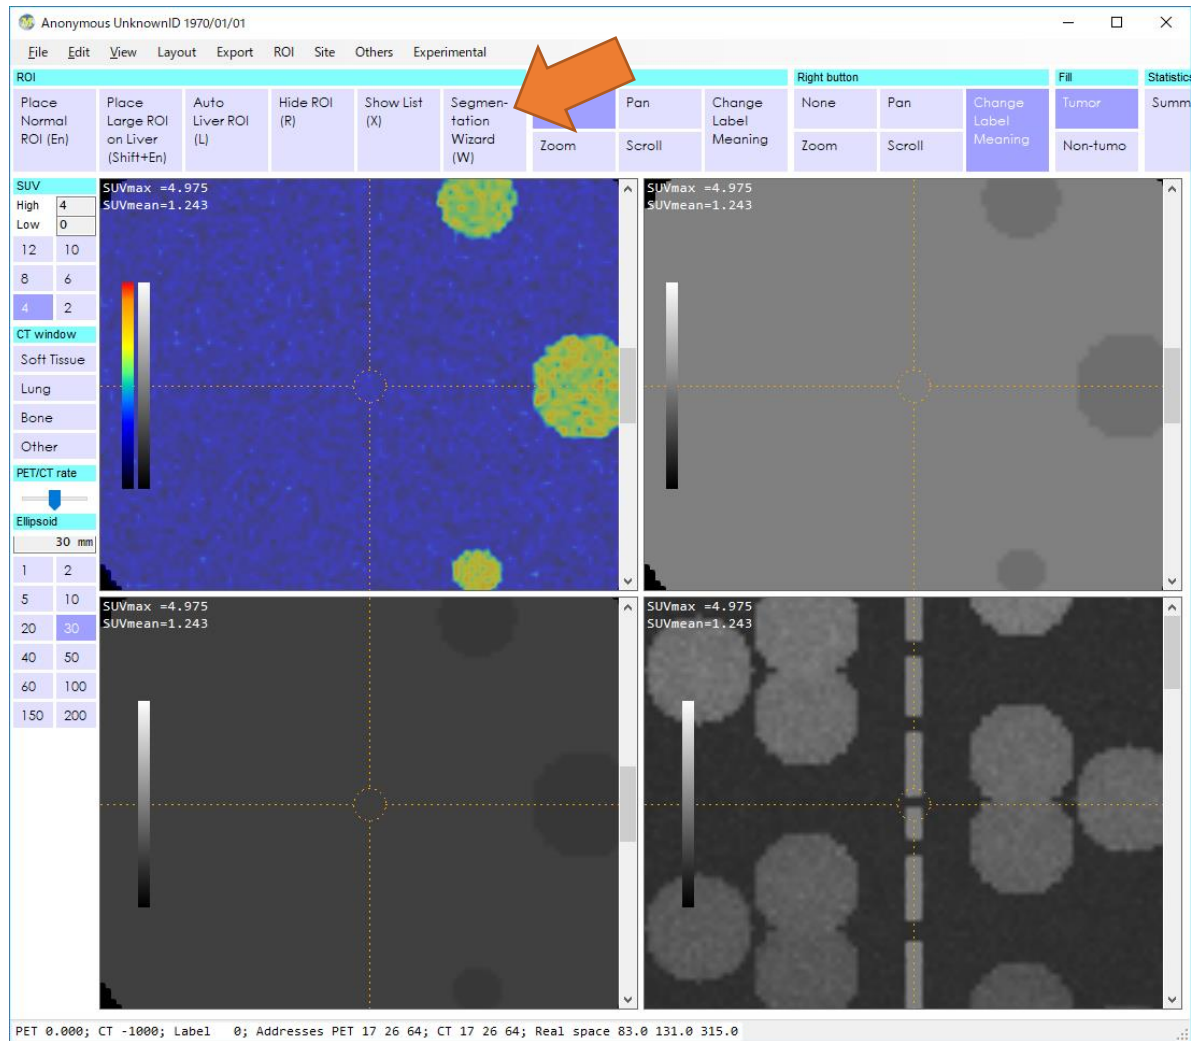 Anonymous UnknownID 1970/01/01
File Edit View Layout Export ROI Site Others Experimental
ROI
Right button
Fill
Statistics
Place
Normal
ROI (En)
Place
Large ROI
on Liver
(Shift+En)
Auto
Liver ROI
(L)
Hide ROI
(R)
Show List
(X)
Segmen-
tation
Wizard
(W)
Zoom
Pan
Scroll
Change
Label
Meaning
None
Zoom
Pan
Scroll
Change
Label
Meaning
Tumor
Non-tumo
Summ
SUV
High 4
Low 0
12 10
8 6
4 2
CT window
Soft Tissue
Lung
Bone
Other
PET/CT rate
Ellipsoid
30 mm
1 2
5 10
20 30
40 50
60 100
150 200
SUVmax =4.975
SUVmean=1.243
SUVmax =4.975
SUVmean=1.243
SUVmax =4.975
SUVmean=1.243
SUVmax =4.975
SUVmean=1.243
PET 0.000; CT -1000; Label 0; Addresses PET 17 26 64; CT 17 26 64; Real space 83.0 131.0 315.0